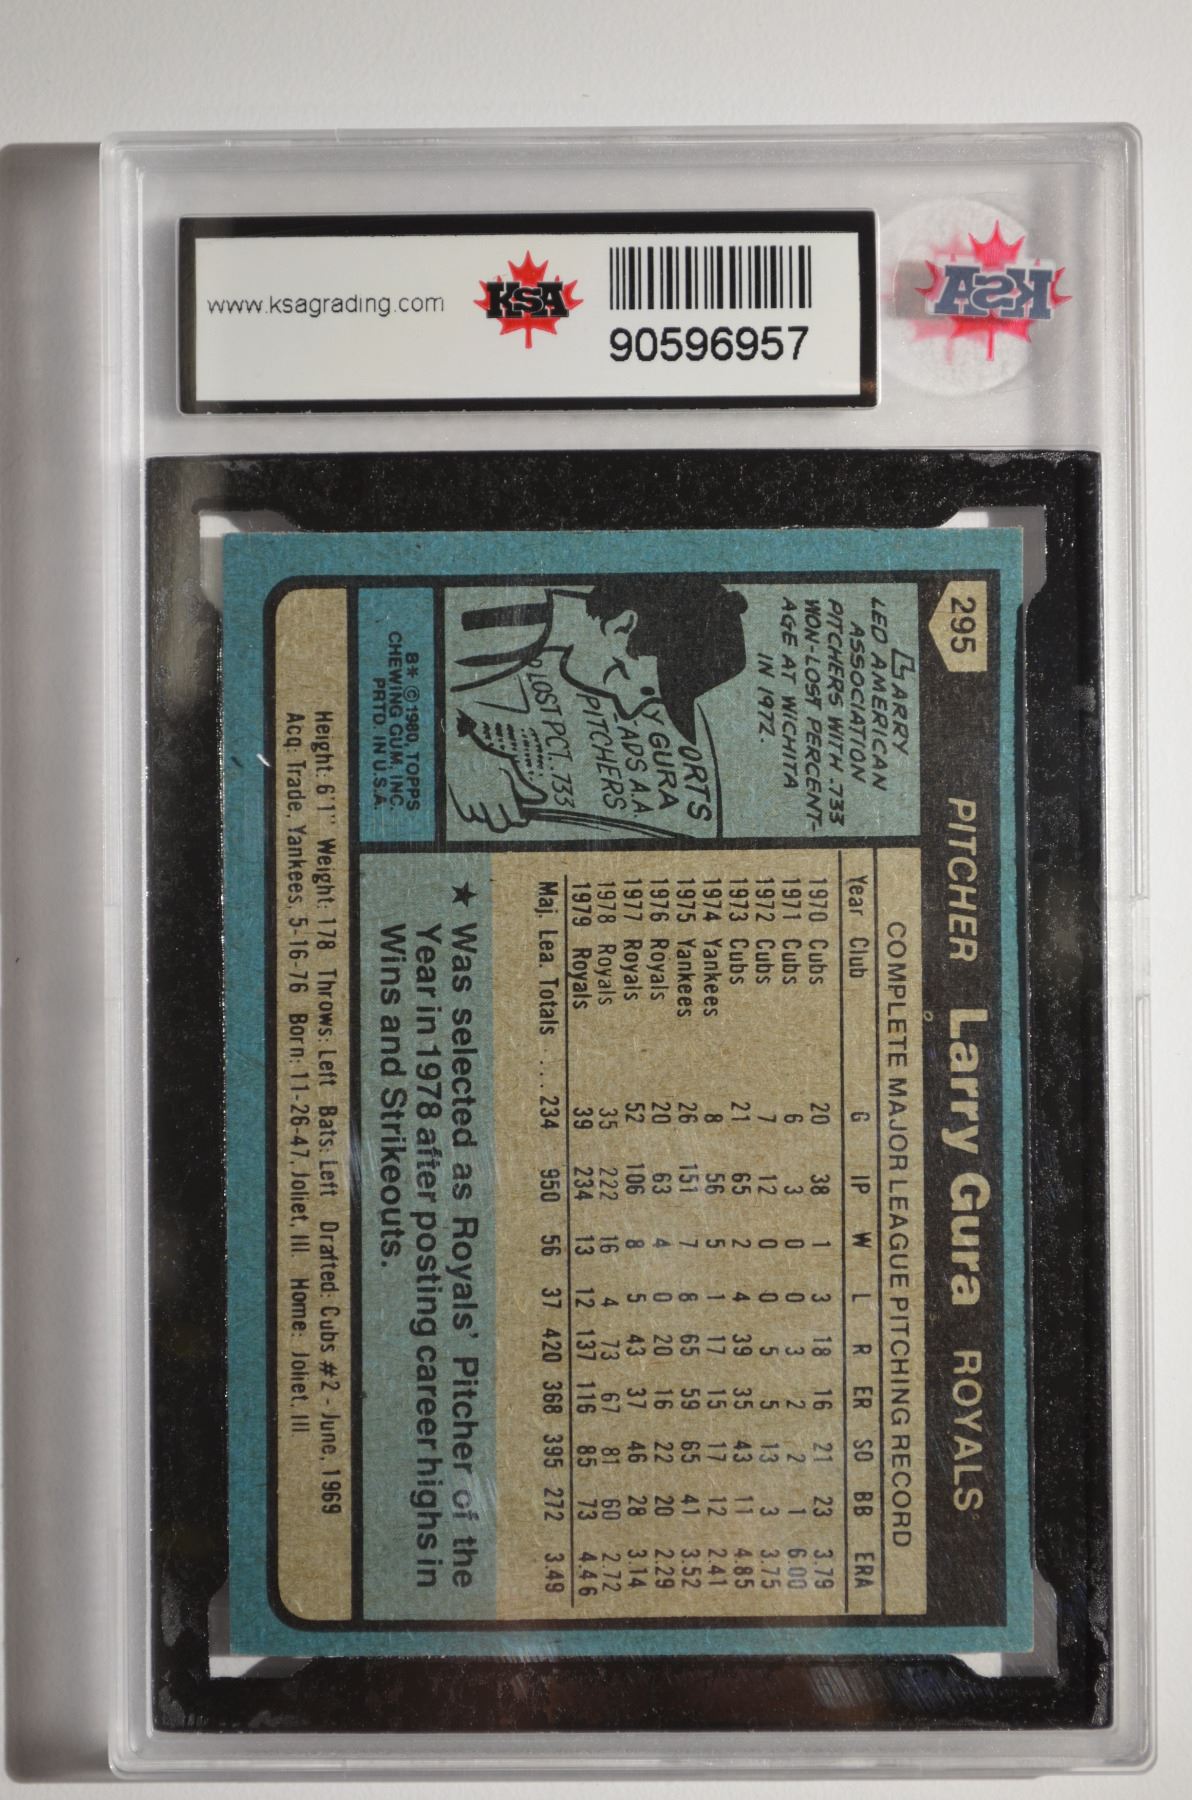 www.ksagrading.com
KSA
90596957
KSA
295
PITCHER Larry Gura ROYALS
LARRY
LED AMERICAN
ASSOCIATION
PITCHERS WITH .733
WON-LOST PERCENT-
AGE AT WICHITA
IN 1972.
ORTS
Y GURA
ADS A.A.
PITCHERS
LOST PCT. .733
8* © 1980, TOPPS
CHEWING GUM, INC.
PRTD. IN U.S.A.
COMPLETE MAJOR LEAGUE PITCHING RECORD
Year Club G IP W L R ER SO BB ERA
1970 Cubs 20 38 1 3 18 16 21 23 3.79
1971 Cubs 6 3 0 0 3 2 2 1 6.00
1972 Cubs 7 12 0 0 5 5 13 3 3.75
1973 Cubs 21 65 2 4 39 35 43 11 4.85
1974 Yankees 8 56 5 1 17 15 17 12 2.41
1975 Yankees 26 151 7 8 65 59 65 41 3.52
1976 Royals 20 63 4 0 20 16 22 20 2.29
1977 Royals 52 106 8 5 43 37 46 28 3.14
1978 Royals 35 222 16 4 73 67 81 60 2.72
1979 Royals 39 234 13 12 137 116 85 73 4.46
Maj. Lea. Totals .... 234 950 56 37 420 368 395 272 3.49
★ Was selected as Royals' Pitcher of the
Year in 1978 after posting career highs in
Wins and Strikeouts.
Height: 6'1" Weight: 178 Throws: Left Bats: Left Drafted: Cubs #2 - June, 1969
Acq: Trade, Yankees, 5-16-76 Born: 11-26-47, Joliet, Ill. Home: Joliet, Ill